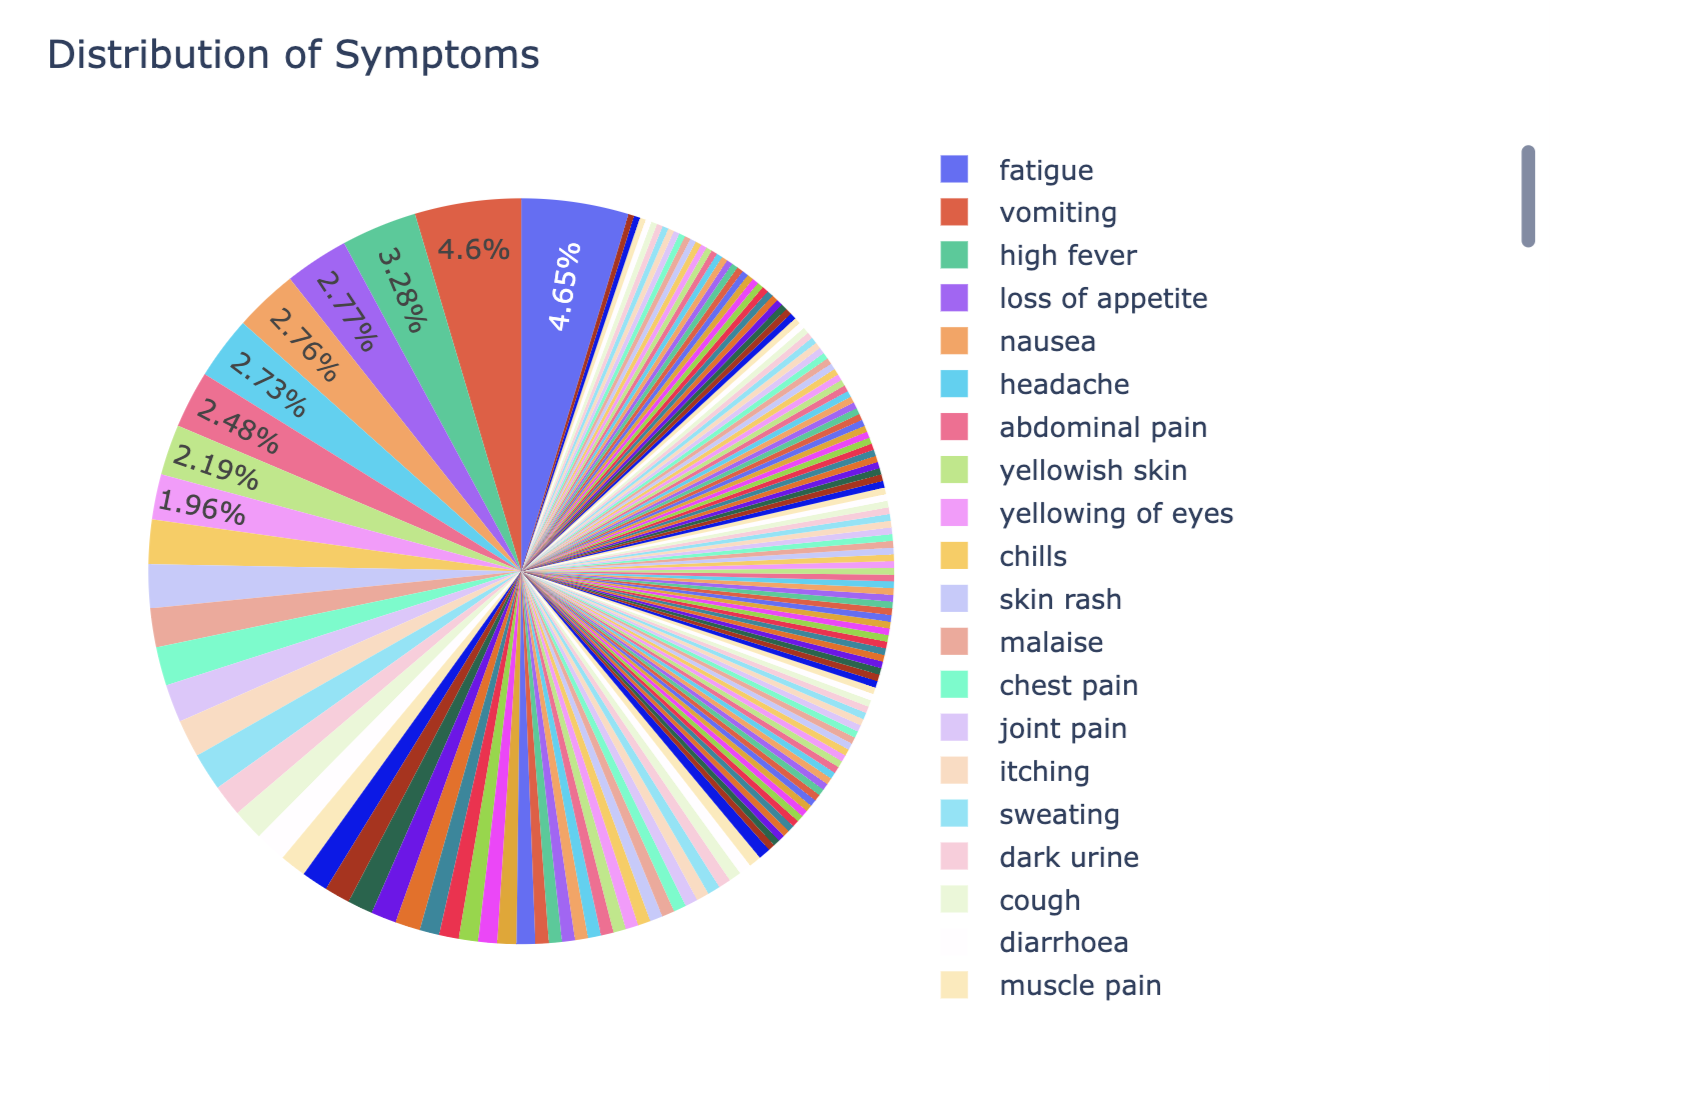 Distribution of Symptoms
4.65%
4.6%
3.28%
2.77%
2.76%
2.73%
2.48%
2.19%
1.96%
fatigue
vomiting
high fever
loss of appetite
nausea
headache
abdominal pain
yellowish skin
yellowing of eyes
chills
skin rash
malaise
chest pain
joint pain
itching
sweating
dark urine
cough
diarrhoea
muscle pain